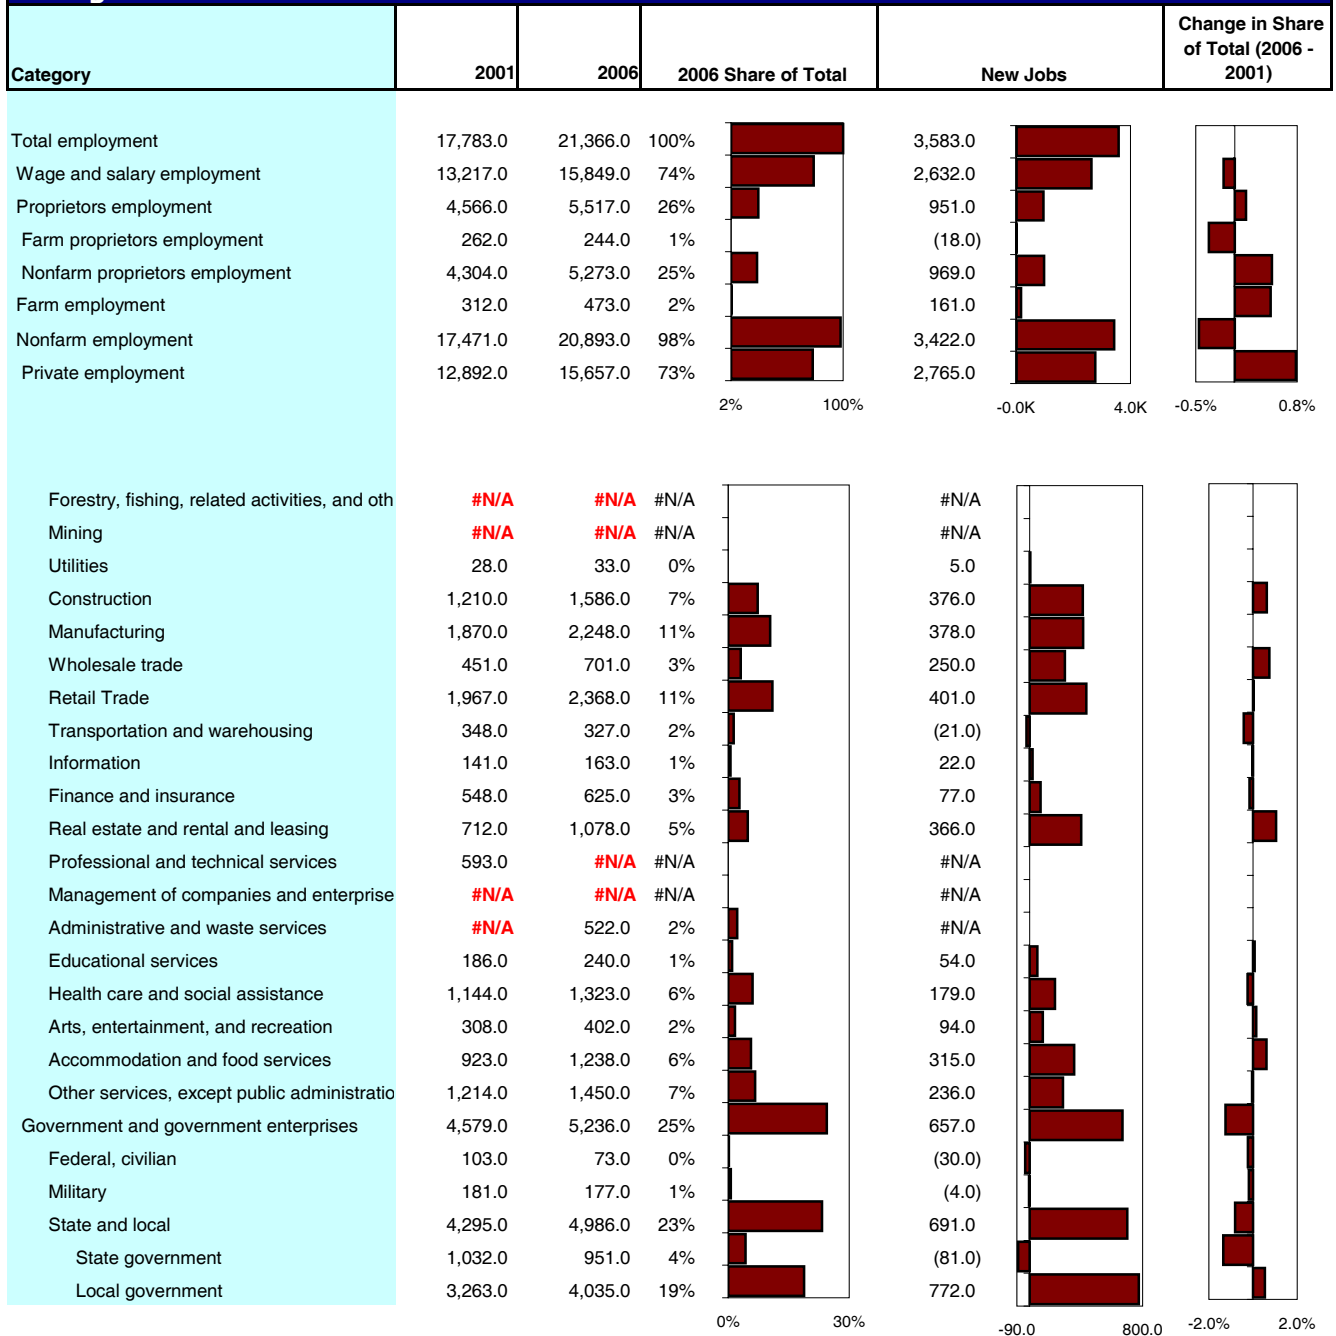 Category 2001 2006 2006 Share of Total New Jobs Change in Share of Total (2006 - 2001)
Total employment 17,783.0 21,366.0 100% 3,583.0
Wage and salary employment 13,217.0 15,849.0 74% 2,632.0
Proprietors employment 4,566.0 5,517.0 26% 951.0
Farm proprietors employment 262.0 244.0 1% (18.0)
Nonfarm proprietors employment 4,304.0 5,273.0 25% 969.0
Farm employment 312.0 473.0 2% 161.0
Nonfarm employment 17,471.0 20,893.0 98% 3,422.0
Private employment 12,892.0 15,657.0 73% 2,765.0
2% 100% -0.0K 4.0K -0.5% 0.8%
Forestry, fishing, related activities, and oth #N/A #N/A #N/A #N/A
Mining #N/A #N/A #N/A #N/A
Utilities 28.0 33.0 0% 5.0
Construction 1,210.0 1,586.0 7% 376.0
Manufacturing 1,870.0 2,248.0 11% 378.0
Wholesale trade 451.0 701.0 3% 250.0
Retail Trade 1,967.0 2,368.0 11% 401.0
Transportation and warehousing 348.0 327.0 2% (21.0)
Information 141.0 163.0 1% 22.0
Finance and insurance 548.0 625.0 3% 77.0
Real estate and rental and leasing 712.0 1,078.0 5% 366.0
Professional and technical services 593.0 #N/A #N/A #N/A
Management of companies and enterprise #N/A #N/A #N/A #N/A
Administrative and waste services #N/A 522.0 2% #N/A
Educational services 186.0 240.0 1% 54.0
Health care and social assistance 1,144.0 1,323.0 6% 179.0
Arts, entertainment, and recreation 308.0 402.0 2% 94.0
Accommodation and food services 923.0 1,238.0 6% 315.0
Other services, except public administratio 1,214.0 1,450.0 7% 236.0
Government and government enterprises 4,579.0 5,236.0 25% 657.0
Federal, civilian 103.0 73.0 0% (30.0)
Military 181.0 177.0 1% (4.0)
State and local 4,295.0 4,986.0 23% 691.0
State government 1,032.0 951.0 4% (81.0)
Local government 3,263.0 4,035.0 19% 772.0
0% 30% -90.0 800.0 -2.0% 2.0%